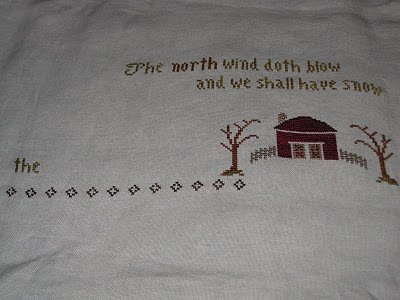 The north wind doth blow
and we shall have snow
the